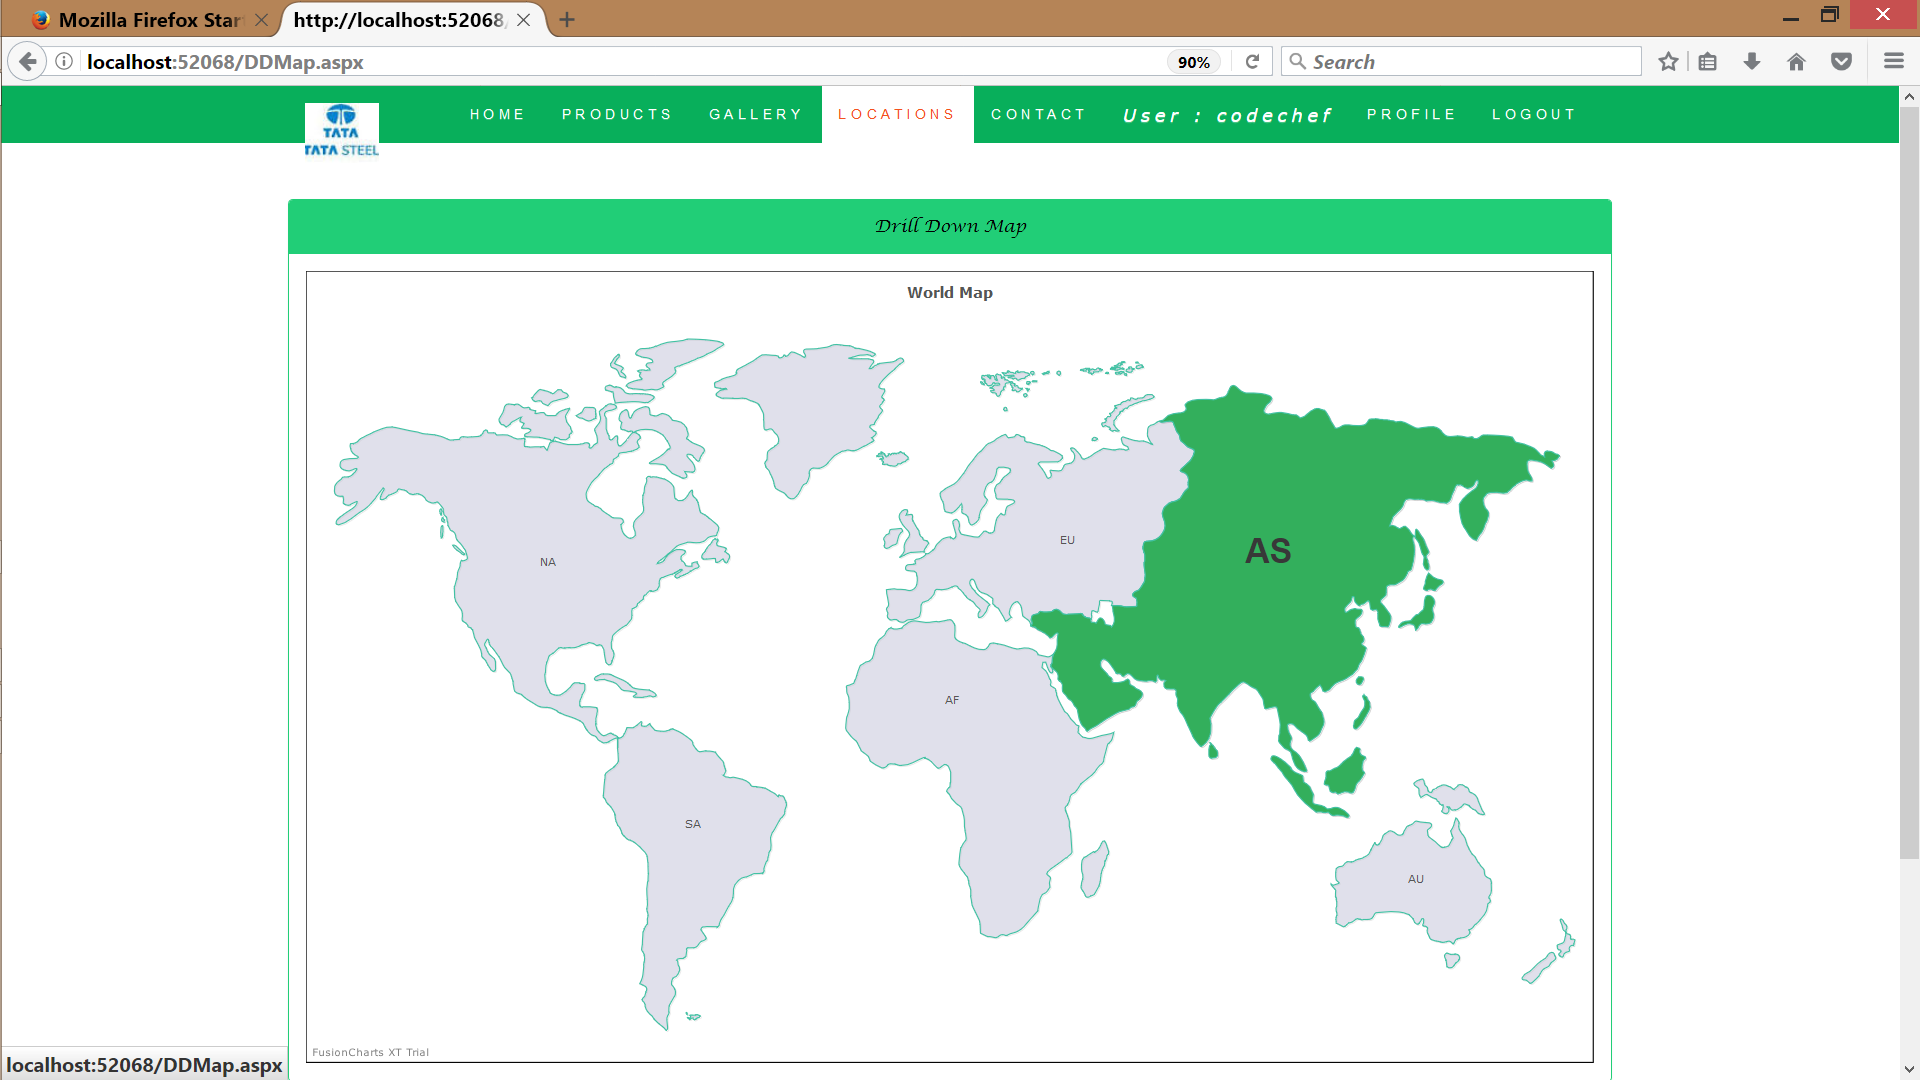 Mozilla Firefox Star
http://localhost:52068/
localhost:52068/DDMap.aspx
90%
Search
TATA
TATA STEEL
HOME
PRODUCTS
GALLERY
LOCATIONS
CONTACT
User : codechef
PROFILE
LOGOUT
Drill Down Map
World Map
NA
EU
AS
AF
SA
AU
FusionCharts XT Trial
localhost:52068/DDMap.aspx